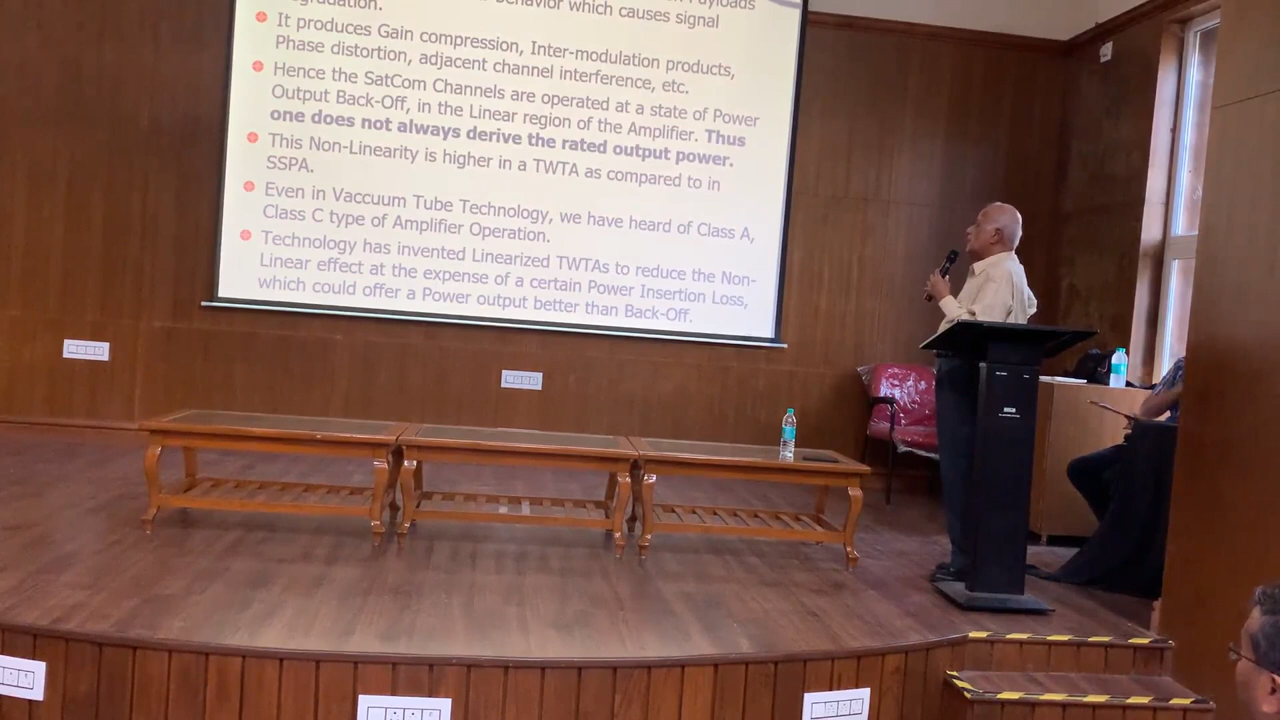 Payloads
behavior which causes signal
degradation.
It produces Gain compression, Inter-modulation products,
Phase distortion, adjacent channel interference, etc.
Hence the SatCom Channels are operated at a state of Power
Output Back-Off, in the Linear region of the Amplifier. Thus
one does not always derive the rated output power.
This Non-Linearity is higher in a TWTA as compared to in
SSPA.
Even in Vaccuum Tube Technology, we have heard of Class A,
Class C type of Amplifier Operation.
Technology has invented Linearized TWTAs to reduce the Non-
Linear effect at the expense of a certain Power Insertion Loss,
which could offer a Power output better than Back-Off.